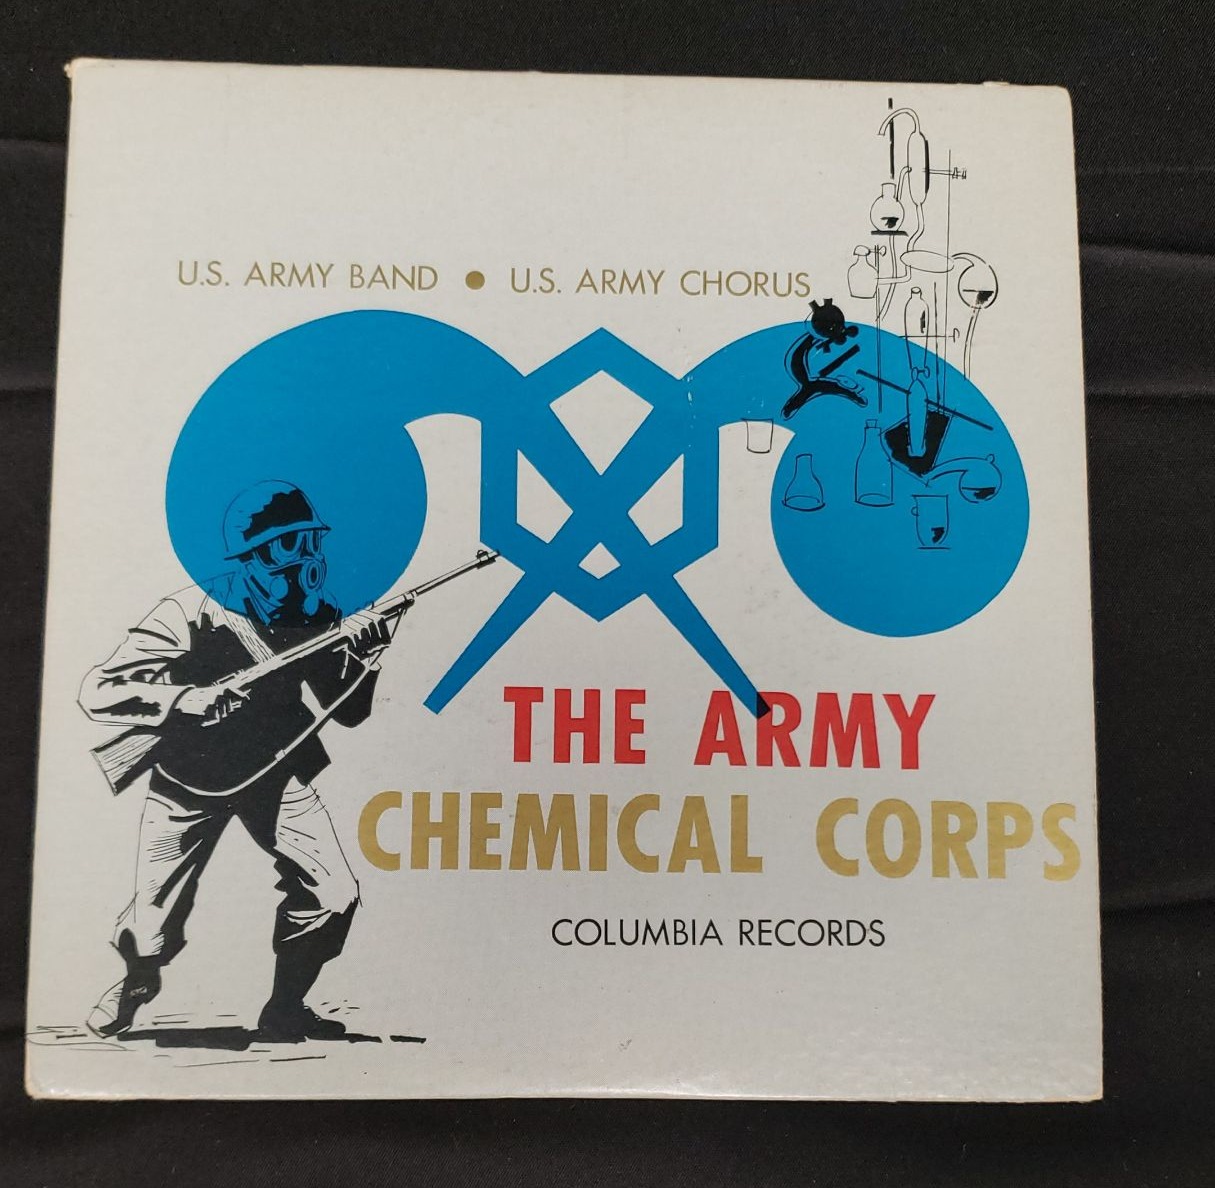 U.S. ARMY BAND ● U.S. ARMY CHORUS
THE ARMY
CHEMICAL CORPS
COLUMBIA RECORDS